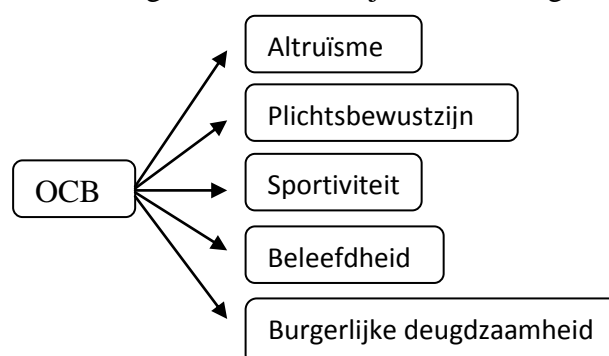 Altruïsme
Plichtsbewustzijn
OCB
Sportiviteit
Beleefdheid
Burgerlijke deugdzaamheid